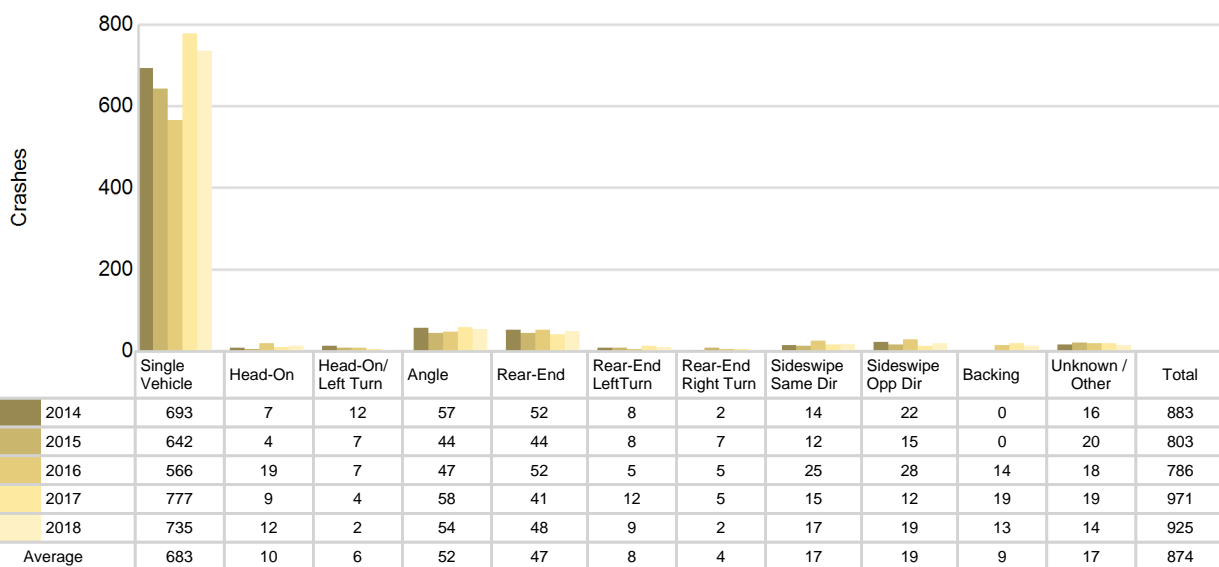 800
600
400
200
0
Crashes
Single Vehicle Head-On Head-On/ Left Turn Angle Rear-End Rear-End LeftTurn Rear-End Right Turn Sideswipe Same Dir Sideswipe Opp Dir Backing Unknown / Other Total
2014 693 7 12 57 52 8 2 14 22 0 16 883
2015 642 4 7 44 44 8 7 12 15 0 20 803
2016 566 19 7 47 52 5 5 25 28 14 18 786
2017 777 9 4 58 41 12 5 15 12 19 19 971
2018 735 12 2 54 48 9 2 17 19 13 14 925
Average 683 10 6 52 47 8 4 17 19 9 17 874